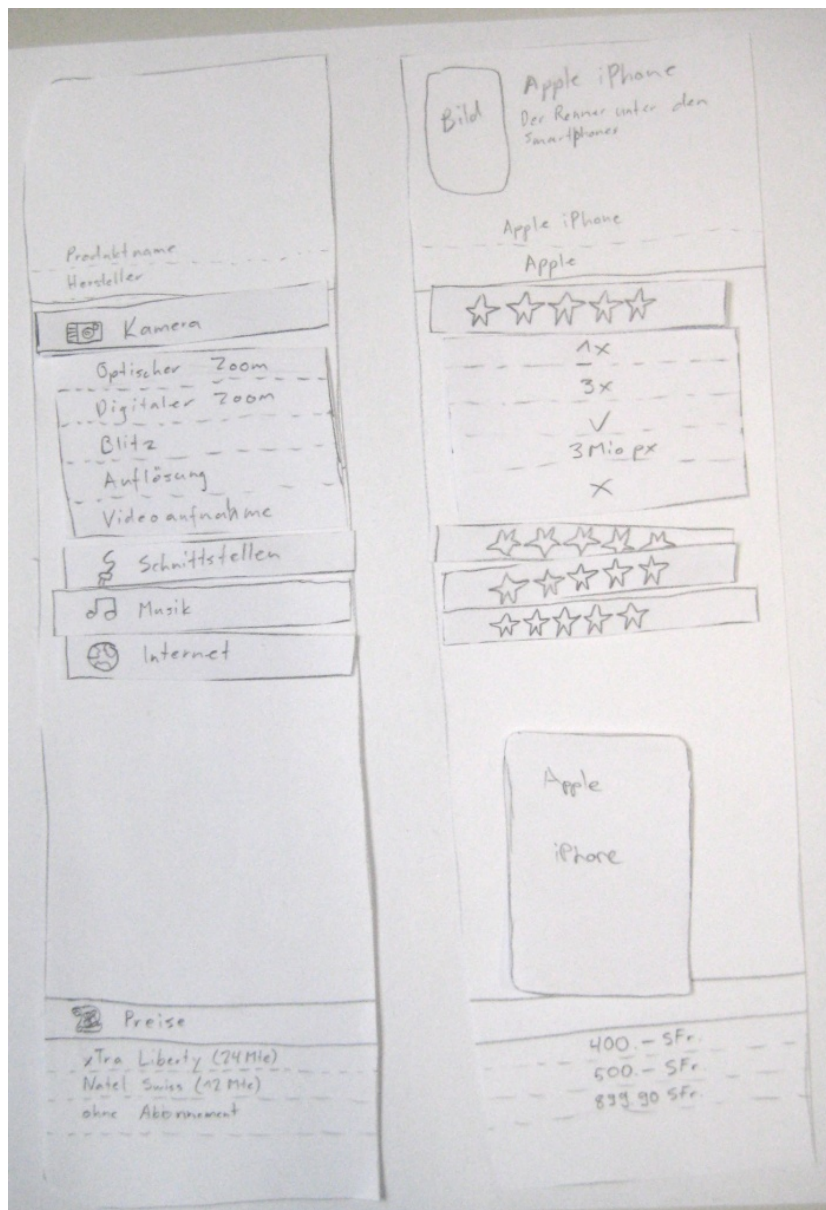 Produktname
Hersteller
Kamera
Optischer Zoom
Digitaler Zoom
Blitz
Auflösung
Videoaufnahme
Schnittstellen
Musik
Internet
Preise
xTra Liberty (24 Mte)
Natel Swiss (12 Mte)
ohne Abbonnement
Bild
Apple iPhone
Der Renner unter den
Smartphones
Apple iPhone
Apple
1x
3x
3 Mio px
Apple
iPhone
400.- SFr.
500.- SFr.
899.90 SFr.